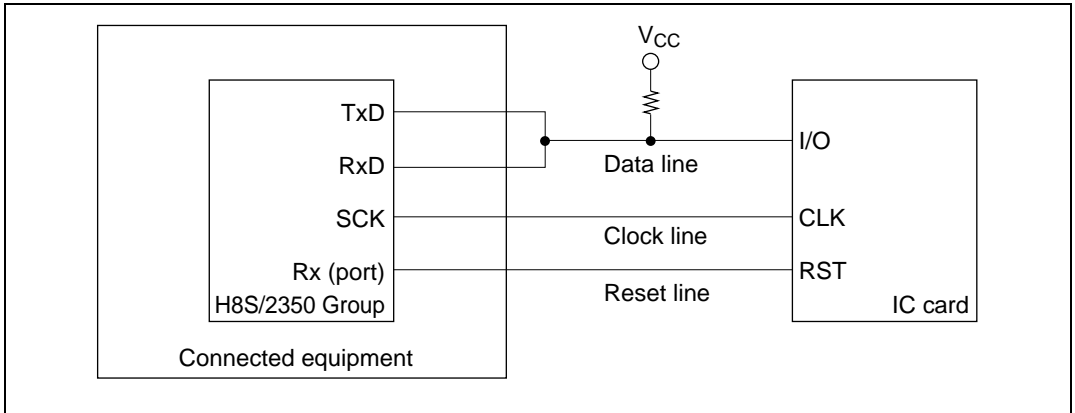 V_CC
TxD
I/O
RxD
Data line
SCK
CLK
Clock line
Rx (port)
RST
Reset line
H8S/2350 Group
IC card
Connected equipment